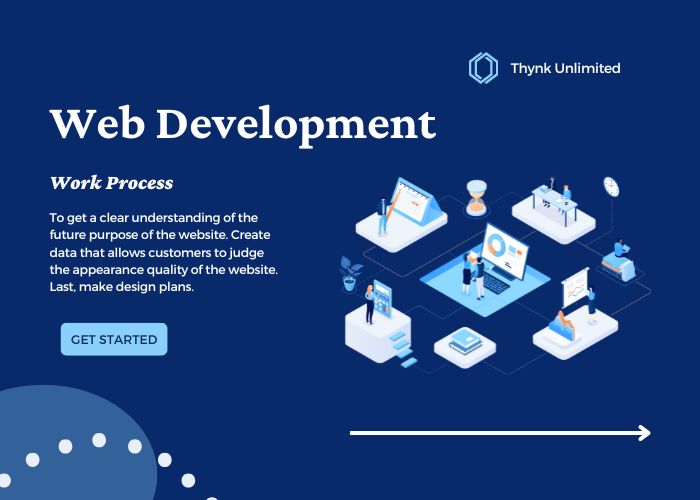 Thynk Unlimited
Web Development
Work Process
To get a clear understanding of the
future purpose of the website. Create
data that allows customers to judge
the appearance quality of the website.
Last, make design plans.
GET STARTED